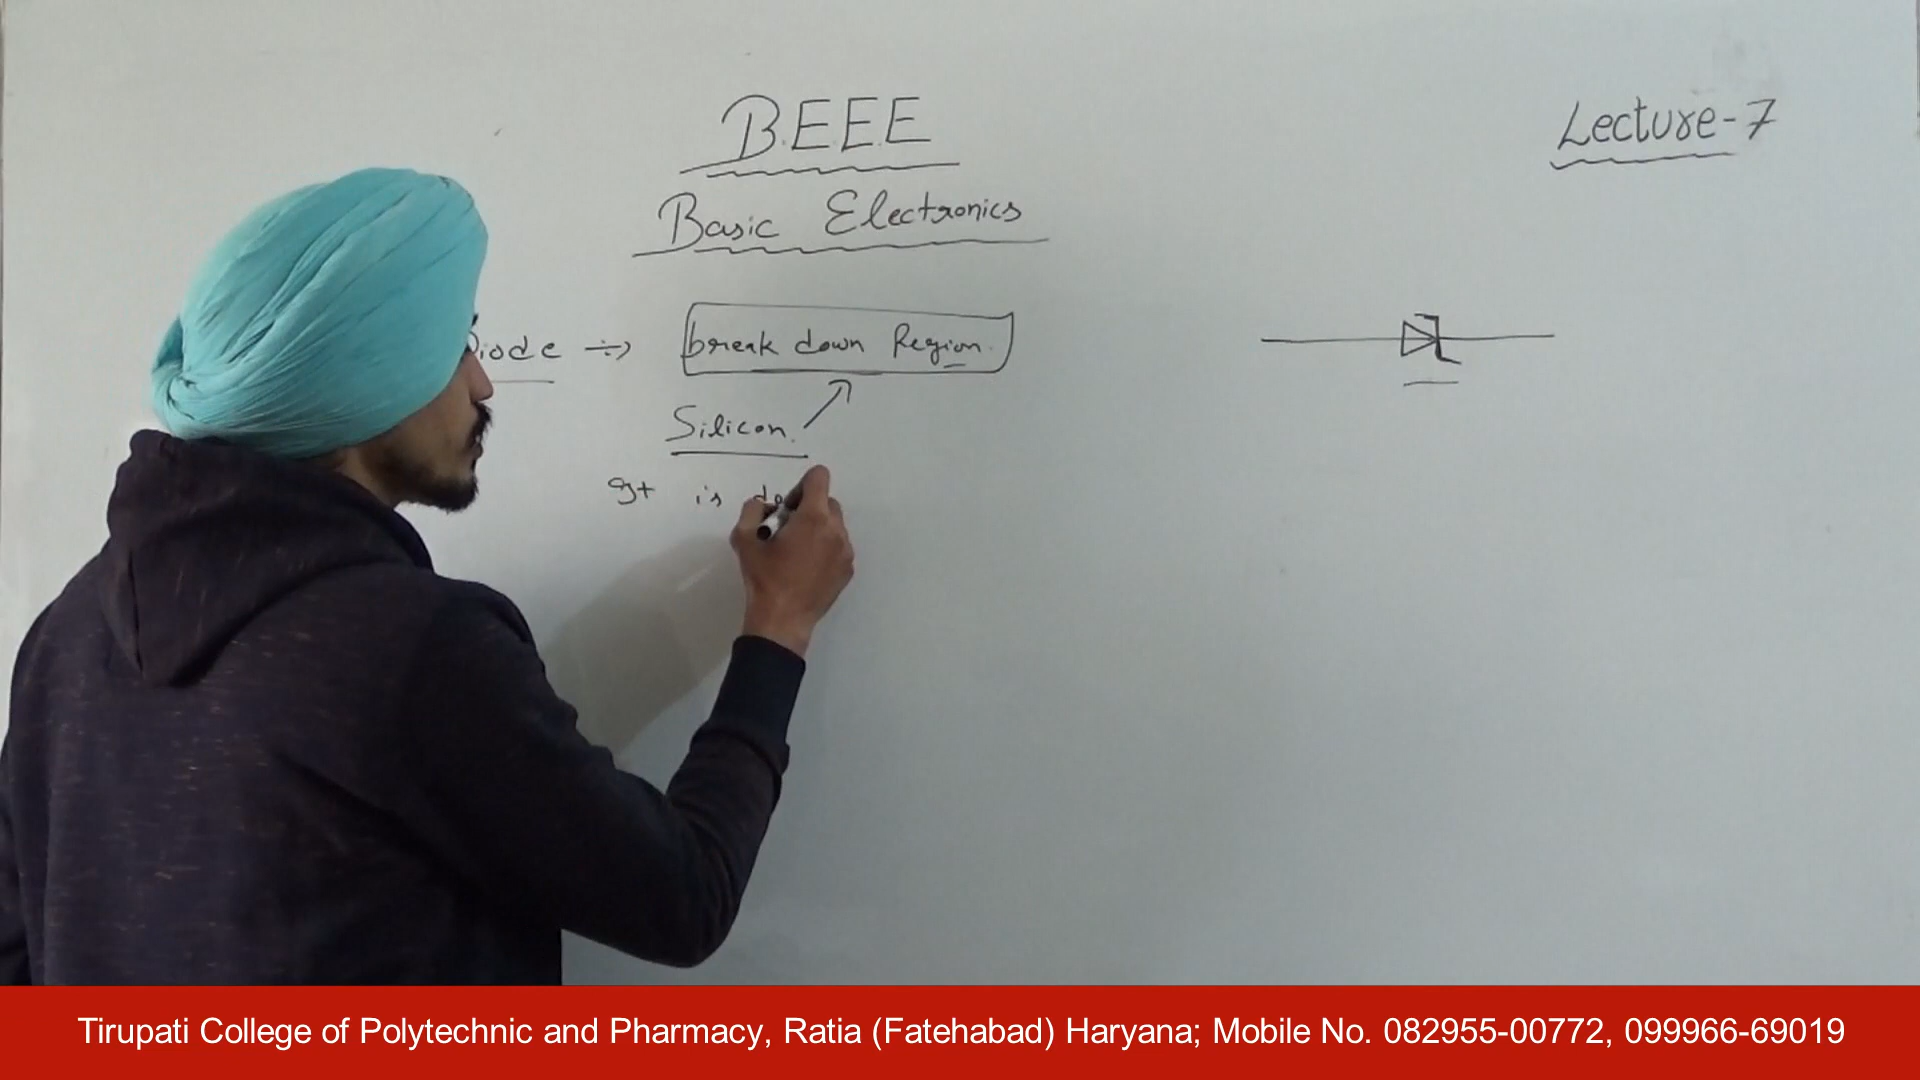 B.E.E.E
Lecture-7
Basic Electronics
Diode ÷> break down Region.
Silicon.
It is
Tirupati College of Polytechnic and Pharmacy, Ratia (Fatehabad) Haryana; Mobile No. 082955-00772, 099966-69019